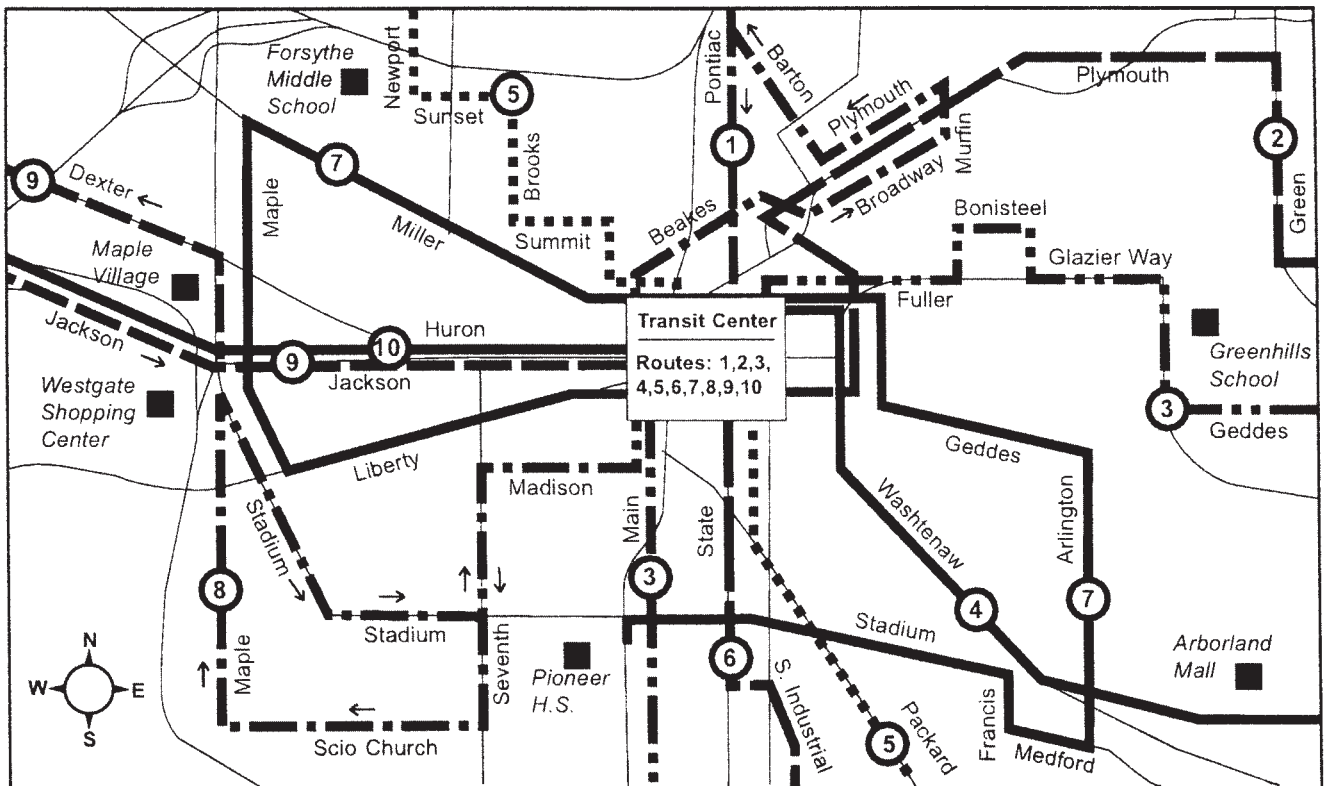 Forsythe
Middle
School
Newport
Sunset
5
Brooks
Summit
Pontiac
Barton
1
Plymouth
Murfin
Broadway
Plymouth
2
Green
9
Dexter
7
Maple
Miller
Beakes
Bonisteel
Glazier Way
Fuller
Maple
Village
Jackson
Huron
10
9
Jackson
Transit Center
Routes: 1,2,3,
4,5,6,7,8,9,10
Greenhills
School
3
Geddes
Westgate
Shopping
Center
Liberty
Madison
Geddes
Stadium
Main
State
Washtenaw
Arlington
8
3
4
7
Stadium
Stadium
Maple
Seventh
Pioneer
H.S.
6
S. Industrial
5
Packard
Francis
Medford
Arborland
Mall
Scio Church
N
W
E
S